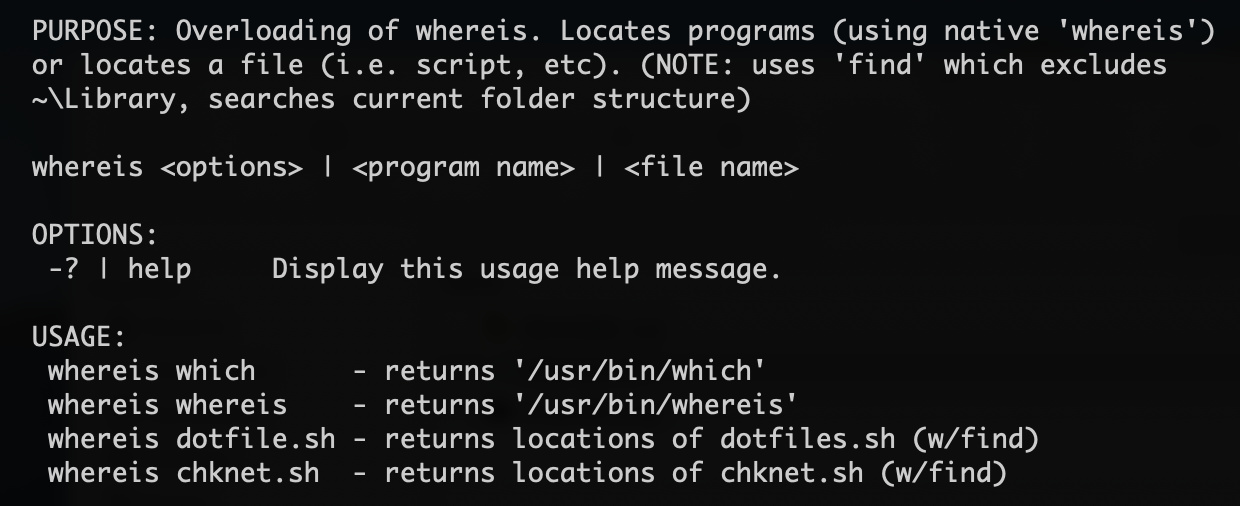 PURPOSE: Overloading of whereis. Locates programs (using native 'whereis')
or locates a file (i.e. script, etc). (NOTE: uses 'find' which excludes
~\Library, searches current folder structure)

whereis <options> | <program name> | <file name>

OPTIONS:
 -? | help     Display this usage help message.

USAGE:
 whereis which      - returns '/usr/bin/which'
 whereis whereis    - returns '/usr/bin/whereis'
 whereis dotfile.sh - returns locations of dotfiles.sh (w/find)
 whereis chknet.sh  - returns locations of chknet.sh (w/find)